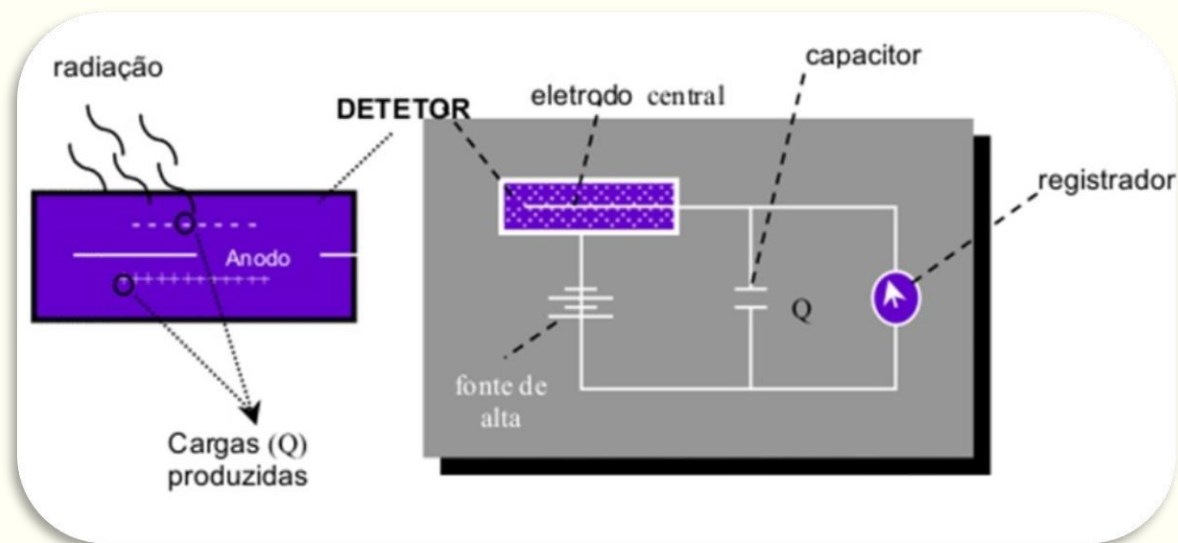 radiação
DETETOR
eletrodo central
capacitor
registrador
Anodo
Q
fonte de
alta
Cargas (Q)
produzidas